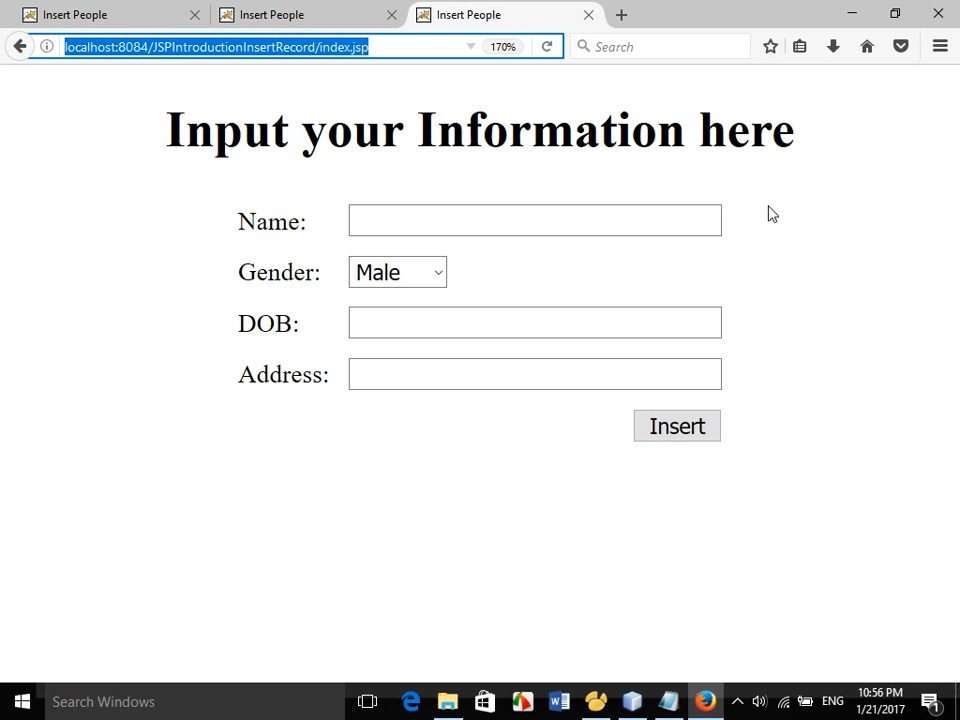 Insert People
Insert People
Insert People
localhost:8084/JSPIntroductionInsertRecord/index.jsp
170%
Search
Input your Information here
Name:
Gender: Male
DOB:
Address:
Insert
Search Windows
ENG
10:56 PM
1/21/2017
1